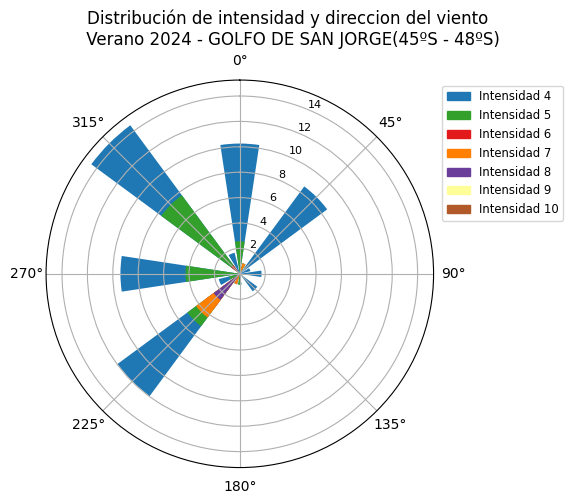 Distribución de intensidad y direccion del viento
Verano 2024 - GOLFO DE SAN JORGE(45ºS - 48ºS)
0°
315°
45°
14
12
10
8
6
4
2
270°
90°
225°
135°
180°
Intensidad 4
Intensidad 5
Intensidad 6
Intensidad 7
Intensidad 8
Intensidad 9
Intensidad 10